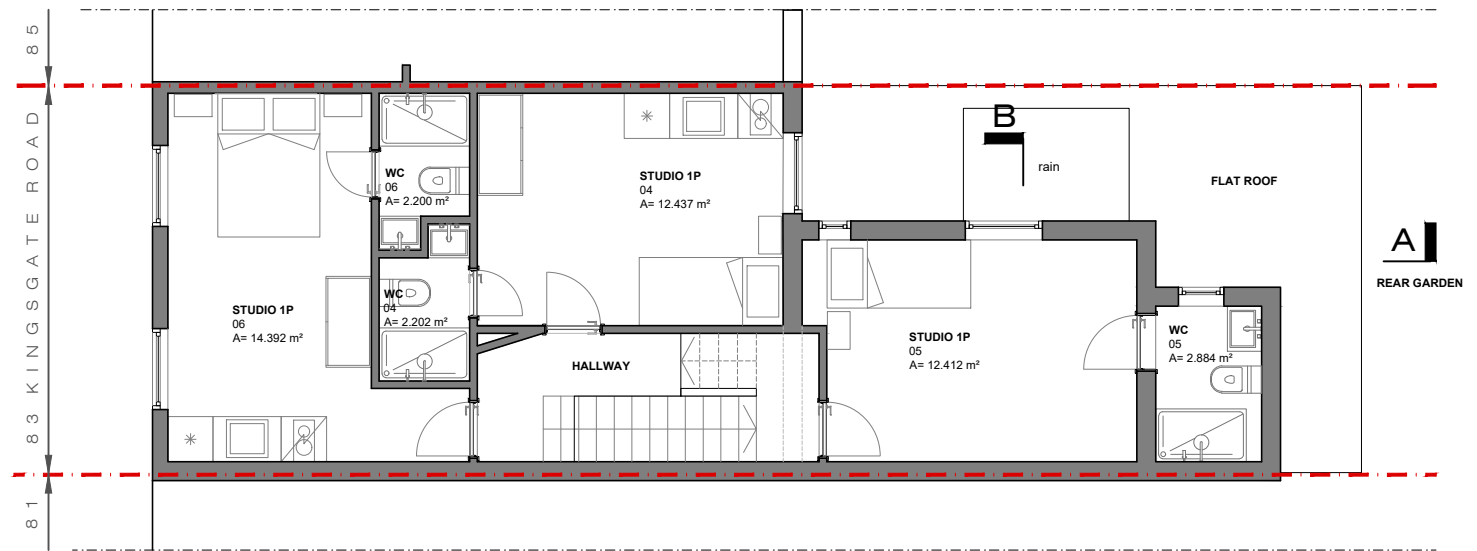 85
83 KINGSGATE ROAD
81
WC
06
A= 2.200 m²
STUDIO 1P
04
A= 12.437 m²
B
rain
FLAT ROOF
A
REAR GARDEN
STUDIO 1P
06
A= 14.392 m²
WC
04
A= 2.202 m²
HALLWAY
STUDIO 1P
05
A= 12.412 m²
WC
05
A= 2.884 m²